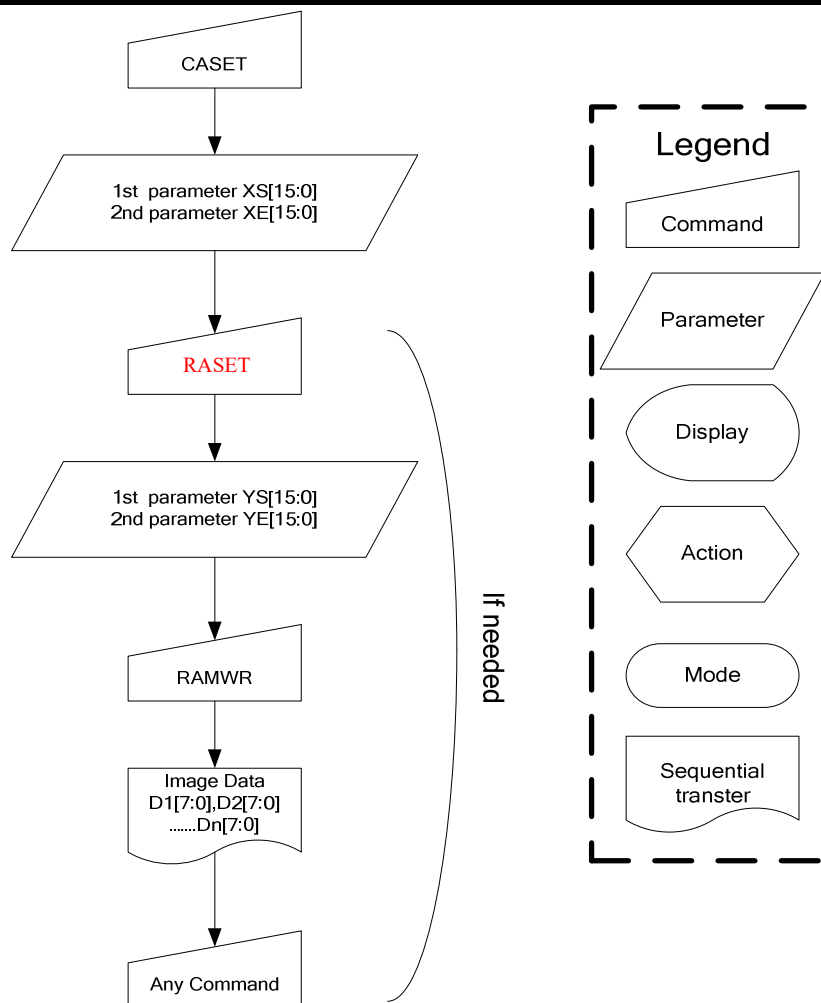 CASET
1st parameter XS[15:0]
2nd parameter XE[15:0]
RASET
1st parameter YS[15:0]
2nd parameter YE[15:0]
RAMWR
Image Data
D1[7:0],D2[7:0]
.......Dn[7:0]
Any Command
If needed
Legend
Command
Parameter
Display
Action
Mode
Sequential
transter